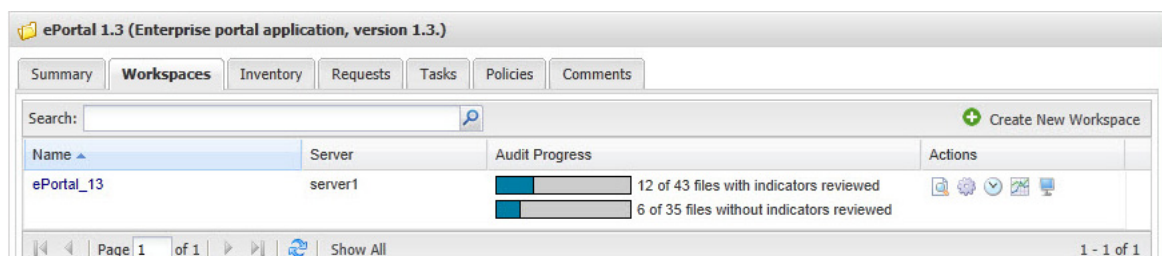 ePortal 1.3 (Enterprise portal application, version 1.3.)
Summary Workspaces Inventory Requests Tasks Policies Comments
Search: Create New Workspace
Name Server Audit Progress Actions
ePortal_13 server1 12 of 43 files with indicators reviewed
6 of 35 files without indicators reviewed
Page 1 of 1 Show All 1 - 1 of 1